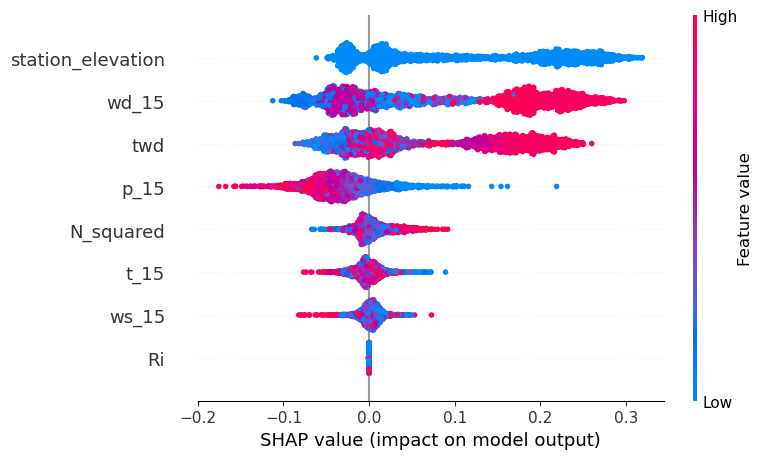 High
station_elevation
wd_15
twd
p_15
N_squared
t_15
ws_15
Ri
Feature value
Low
−0.2 −0.1 0.0 0.1 0.2 0.3
SHAP value (impact on model output)